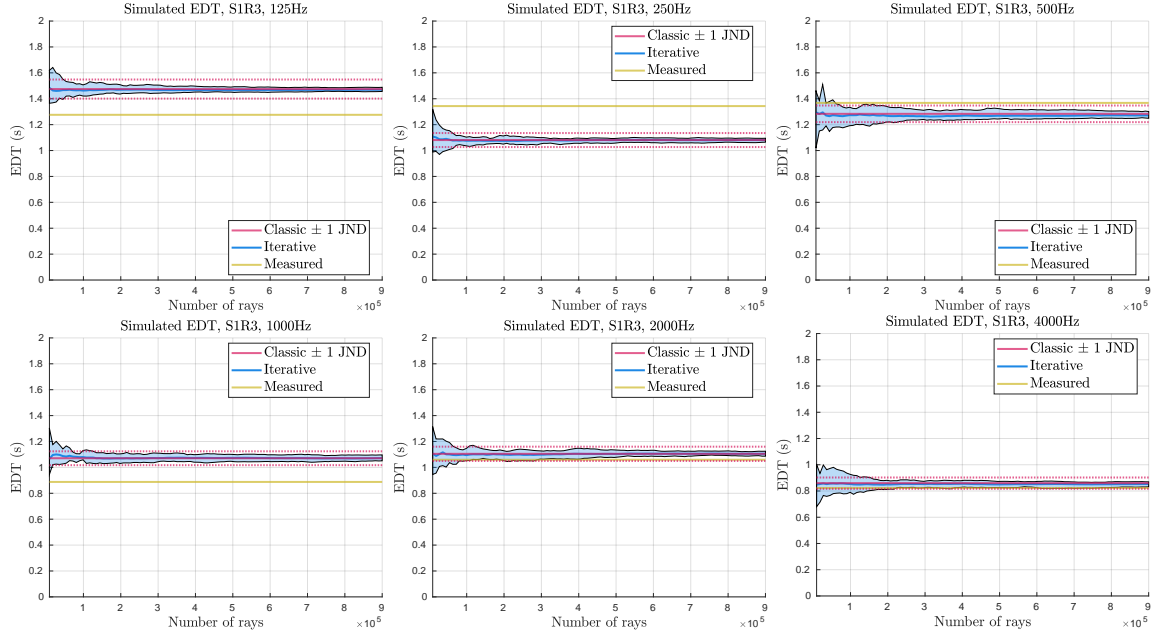 Simulated EDT, S1R3, 125Hz
EDT (s)
2
1.8
1.6
1.4
1.2
1
0.8
0.6
0.4
0.2
0
Classic ± 1 JND
Iterative
Measured
1 2 3 4 5 6 7 8 9
Number of rays
×10^5
Simulated EDT, S1R3, 250Hz
EDT (s)
2
1.8
1.6
1.4
1.2
1
0.8
0.6
0.4
0.2
0
Classic ± 1 JND
Iterative
Measured
1 2 3 4 5 6 7 8 9
Number of rays
×10^5
Simulated EDT, S1R3, 500Hz
EDT (s)
2
1.8
1.6
1.4
1.2
1
0.8
0.6
0.4
0.2
0
Classic ± 1 JND
Iterative
Measured
1 2 3 4 5 6 7 8 9
Number of rays
×10^5
Simulated EDT, S1R3, 1000Hz
EDT (s)
2
1.8
1.6
1.4
1.2
1
0.8
0.6
0.4
0.2
0
Classic ± 1 JND
Iterative
Measured
1 2 3 4 5 6 7 8 9
Number of rays
×10^5
Simulated EDT, S1R3, 2000Hz
EDT (s)
2
1.8
1.6
1.4
1.2
1
0.8
0.6
0.4
0.2
0
Classic ± 1 JND
Iterative
Measured
1 2 3 4 5 6 7 8 9
Number of rays
×10^5
Simulated EDT, S1R3, 4000Hz
EDT (s)
2
1.8
1.6
1.4
1.2
1
0.8
0.6
0.4
0.2
0
Classic ± 1 JND
Iterative
Measured
1 2 3 4 5 6 7 8 9
Number of rays
×10^5